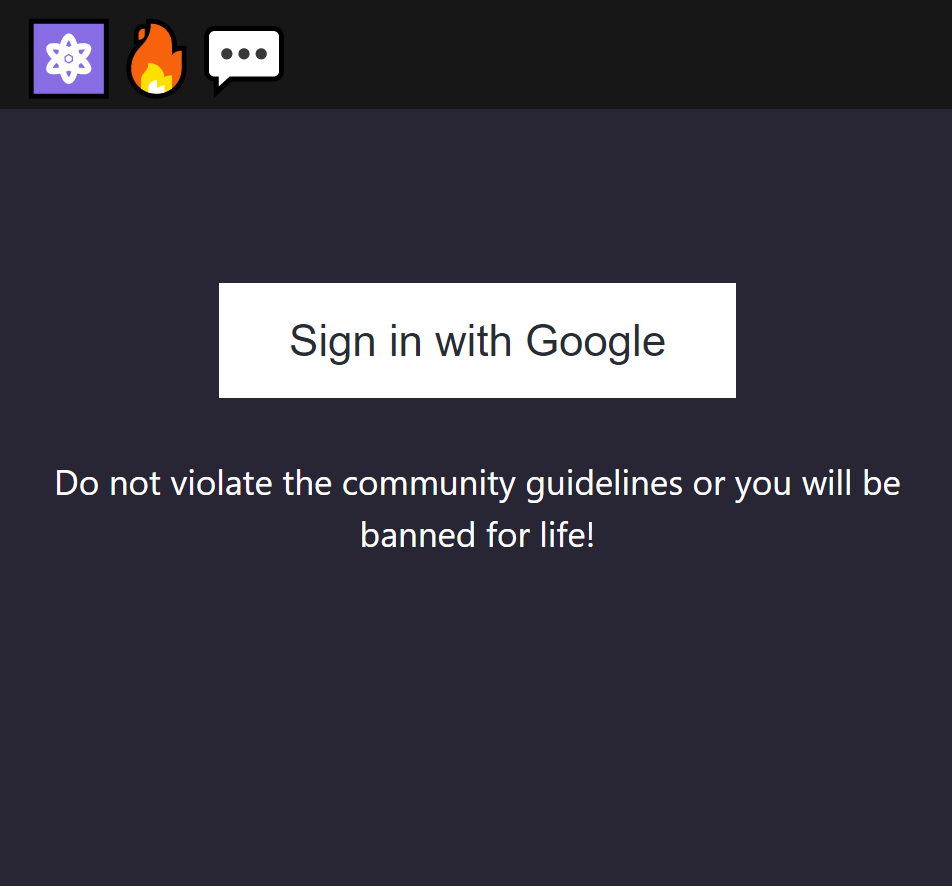 ⚛️🔥💬
Sign in with Google
Do not violate the community guidelines or you will be
banned for life!